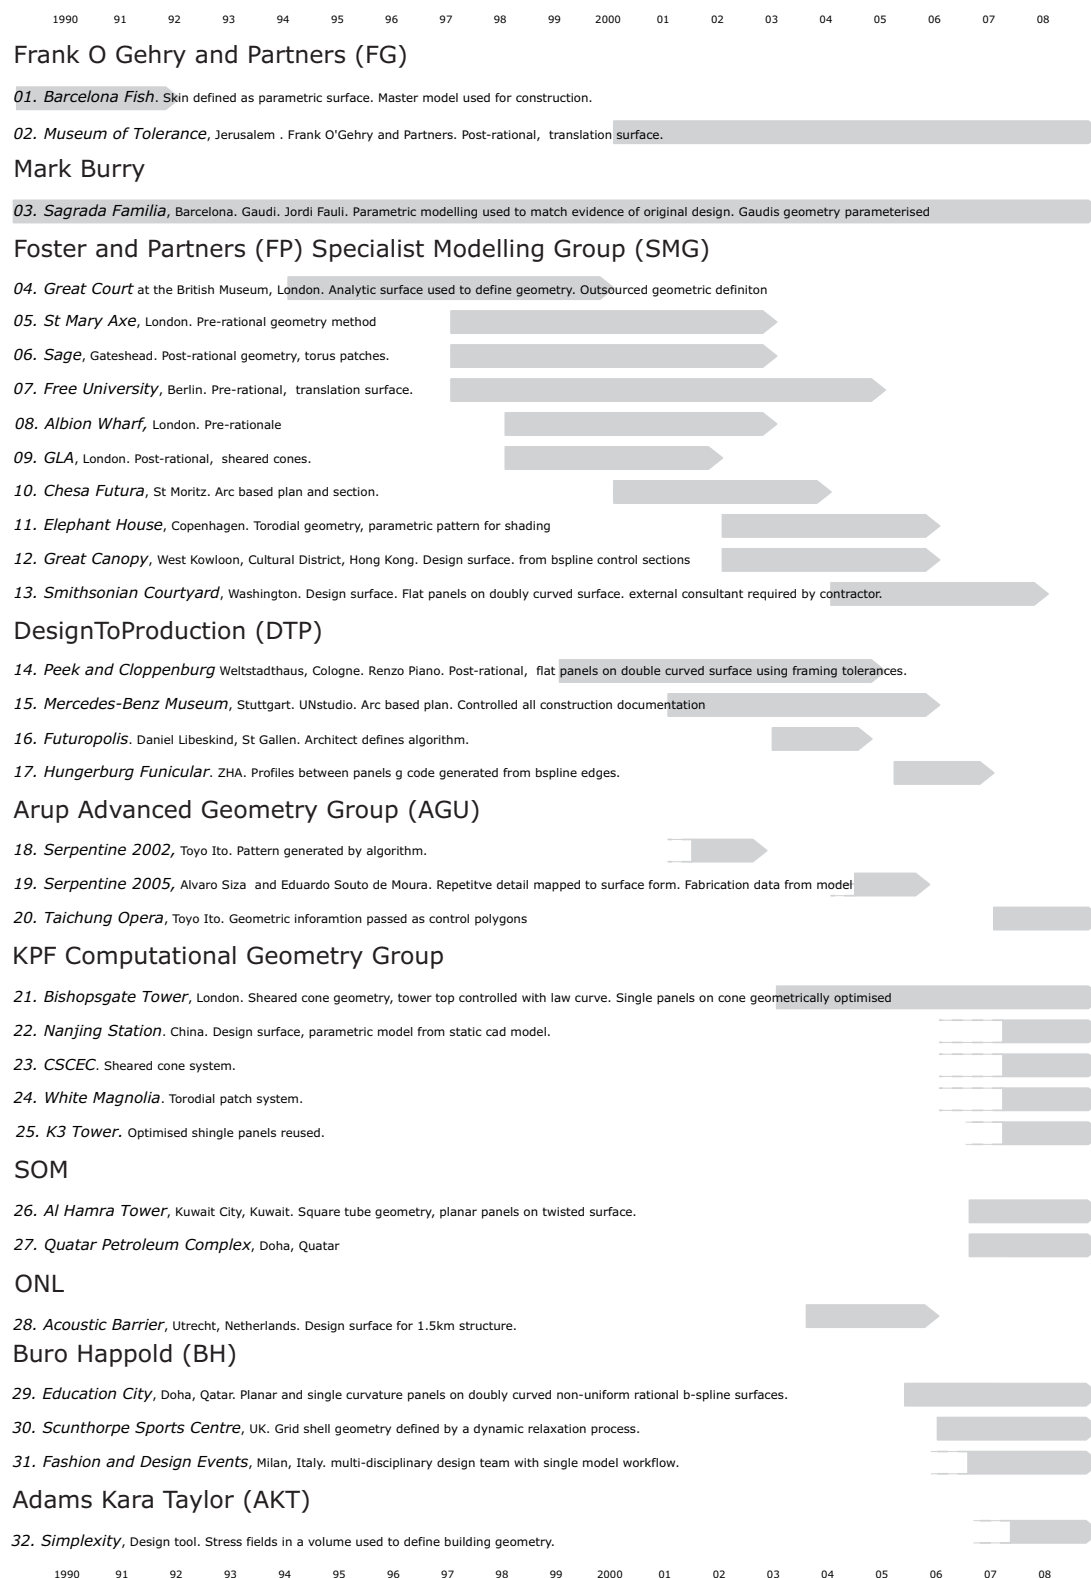 1990 91 92 93 94 95 96 97 98 99 2000 01 02 03 04 05 06 07 08
Frank O Gehry and Partners (FG)
01. Barcelona Fish. Skin defined as parametric surface. Master model used for construction.
02. Museum of Tolerance, Jerusalem . Frank O'Gehry and Partners. Post-rational, translation surface.
Mark Burry
03. Sagrada Familia, Barcelona. Gaudi. Jordi Fauli. Parametric modelling used to match evidence of original design. Gaudis geometry parameterised
Foster and Partners (FP) Specialist Modelling Group (SMG)
04. Great Court at the British Museum, London. Analytic surface used to define geometry. Outsourced geometric definiton
05. St Mary Axe, London. Pre-rational geometry method
06. Sage, Gateshead. Post-rational geometry, torus patches.
07. Free University, Berlin. Pre-rational, translation surface.
08. Albion Wharf, London. Pre-rationale
09. GLA, London. Post-rational, sheared cones.
10. Chesa Futura, St Moritz. Arc based plan and section.
11. Elephant House, Copenhagen. Torodial geometry, parametric pattern for shading
12. Great Canopy, West Kowloon, Cultural District, Hong Kong. Design surface. from bspline control sections
13. Smithsonian Courtyard, Washington. Design surface. Flat panels on doubly curved surface. external consultant required by contractor.
DesignToProduction (DTP)
14. Peek and Cloppenburg Weltstadthaus, Cologne. Renzo Piano. Post-rational, flat panels on double curved surface using framing tolerances.
15. Mercedes-Benz Museum, Stuttgart. UNstudio. Arc based plan. Controlled all construction documentation
16. Futuropolis. Daniel Libeskind, St Gallen. Architect defines algorithm.
17. Hungerburg Funicular. ZHA. Profiles between panels g code generated from bspline edges.
Arup Advanced Geometry Group (AGU)
18. Serpentine 2002, Toyo Ito. Pattern generated by algorithm.
19. Serpentine 2005, Alvaro Siza and Eduardo Souto de Moura. Repetitve detail mapped to surface form. Fabrication data from model
20. Taichung Opera, Toyo Ito. Geometric inforamtion passed as control polygons
KPF Computational Geometry Group
21. Bishopsgate Tower, London. Sheared cone geometry, tower top controlled with law curve. Single panels on cone geometrically optimised
22. Nanjing Station. China. Design surface, parametric model from static cad model.
23. CSCEC. Sheared cone system.
24. White Magnolia. Torodial patch system.
25. K3 Tower. Optimised shingle panels reused.
SOM
26. Al Hamra Tower, Kuwait City, Kuwait. Square tube geometry, planar panels on twisted surface.
27. Quatar Petroleum Complex, Doha, Quatar
ONL
28. Acoustic Barrier, Utrecht, Netherlands. Design surface for 1.5km structure.
Buro Happold (BH)
29. Education City, Doha, Qatar. Planar and single curvature panels on doubly curved non-uniform rational b-spline surfaces.
30. Scunthorpe Sports Centre, UK. Grid shell geometry defined by a dynamic relaxation process.
31. Fashion and Design Events, Milan, Italy. multi-disciplinary design team with single model workflow.
Adams Kara Taylor (AKT)
32. Simplexity, Design tool. Stress fields in a volume used to define building geometry.
1990 91 92 93 94 95 96 97 98 99 2000 01 02 03 04 05 06 07 08